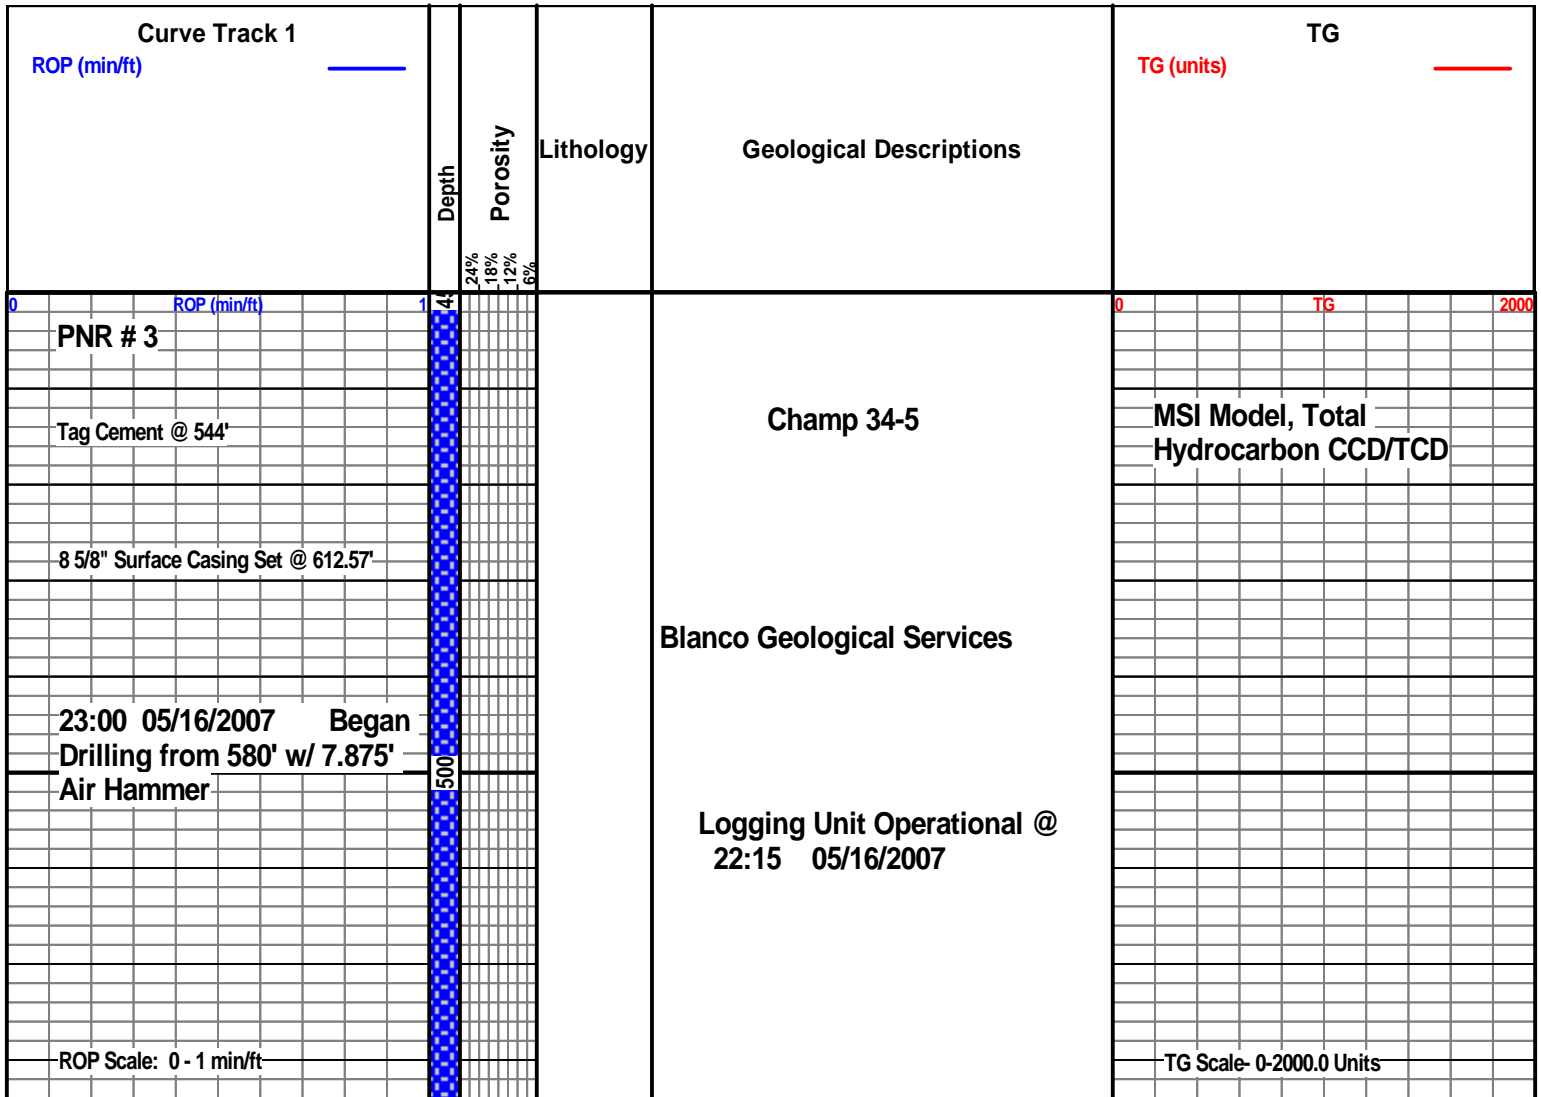 Curve Track 1
ROP (min/ft)
Depth
Porosity
24%
18%
12%
6%
Lithology
Geological Descriptions
TG
TG (units)
0 ROP (min/ft) 1
0 TG 2000
PNR # 3
Tag Cement @ 544'
8 5/8" Surface Casing Set @ 612.57'
23:00 05/16/2007 Began
Drilling from 580' w/ 7.875'
Air Hammer
500
ROP Scale: 0 - 1 min/ft
Champ 34-5
Blanco Geological Services
Logging Unit Operational @
22:15 05/16/2007
MSI Model, Total
Hydrocarbon CCD/TCD
TG Scale- 0-2000.0 Units